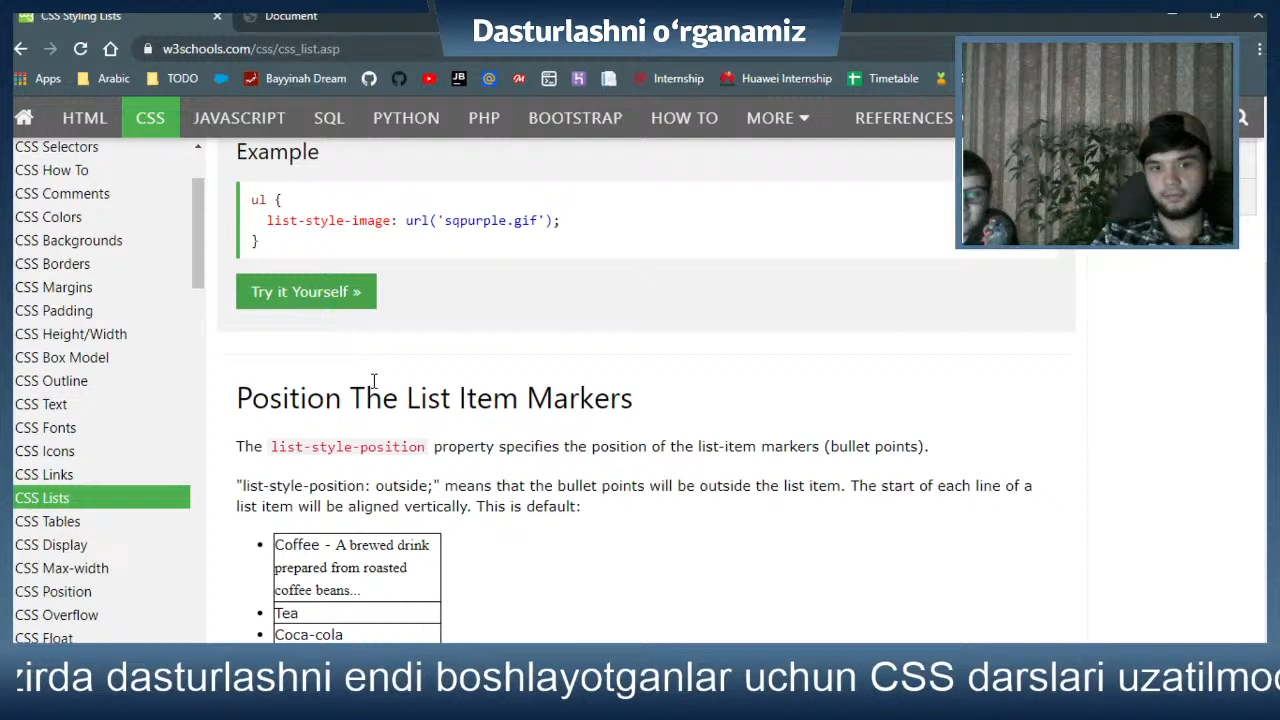 CSS Styling Lists
Document
Dasturlashni o‘rganamiz
w3schools.com/css/css_list.asp
Apps
Arabic
TODO
Bayyinah Dream
Internship
Huawei Internship
Timetable
HTML
CSS
JAVASCRIPT
SQL
PYTHON
PHP
BOOTSTRAP
HOW TO
MORE
REFERENCES
CSS Selectors
CSS How To
CSS Comments
CSS Colors
CSS Backgrounds
CSS Borders
CSS Margins
CSS Padding
CSS Height/Width
CSS Box Model
CSS Outline
CSS Text
CSS Fonts
CSS Icons
CSS Links
CSS Lists
CSS Tables
CSS Display
CSS Max-width
CSS Position
CSS Overflow
CSS Float
Example
ul {
list-style-image: url('sqpurple.gif');
}
Try it Yourself »
Position The List Item Markers
The list-style-position property specifies the position of the list-item markers (bullet points).
"list-style-position: outside;" means that the bullet points will be outside the list item. The start of each line of a
list item will be aligned vertically. This is default:
Coffee - A brewed drink
prepared from roasted
coffee beans...
Tea
Coca-cola
zirda dasturlashni endi boshlayotganlar uchun CSS darslari uzatilmoq